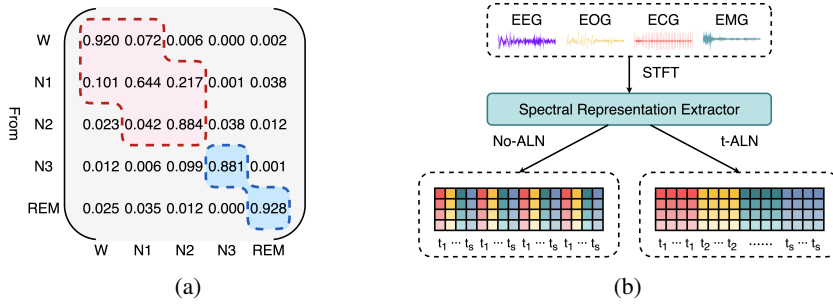 W 0.920 0.072 0.006 0.000 0.002
N1 0.101 0.644 0.217 0.001 0.038
From
N2 0.023 0.042 0.884 0.038 0.012
N3 0.012 0.006 0.099 0.881 0.001
REM 0.025 0.035 0.012 0.000 0.928
W N1 N2 N3 REM
(a)
EEG EOG ECG EMG
STFT
Spectral Representation Extractor
No-ALN t-ALN
t₁ ··· tₛ t₁ ··· tₛ t₁ ··· tₛ t₁ ··· tₛ
t₁ ··· t₁ t₂ ··· t₂ ······ tₛ ··· tₛ
(b)